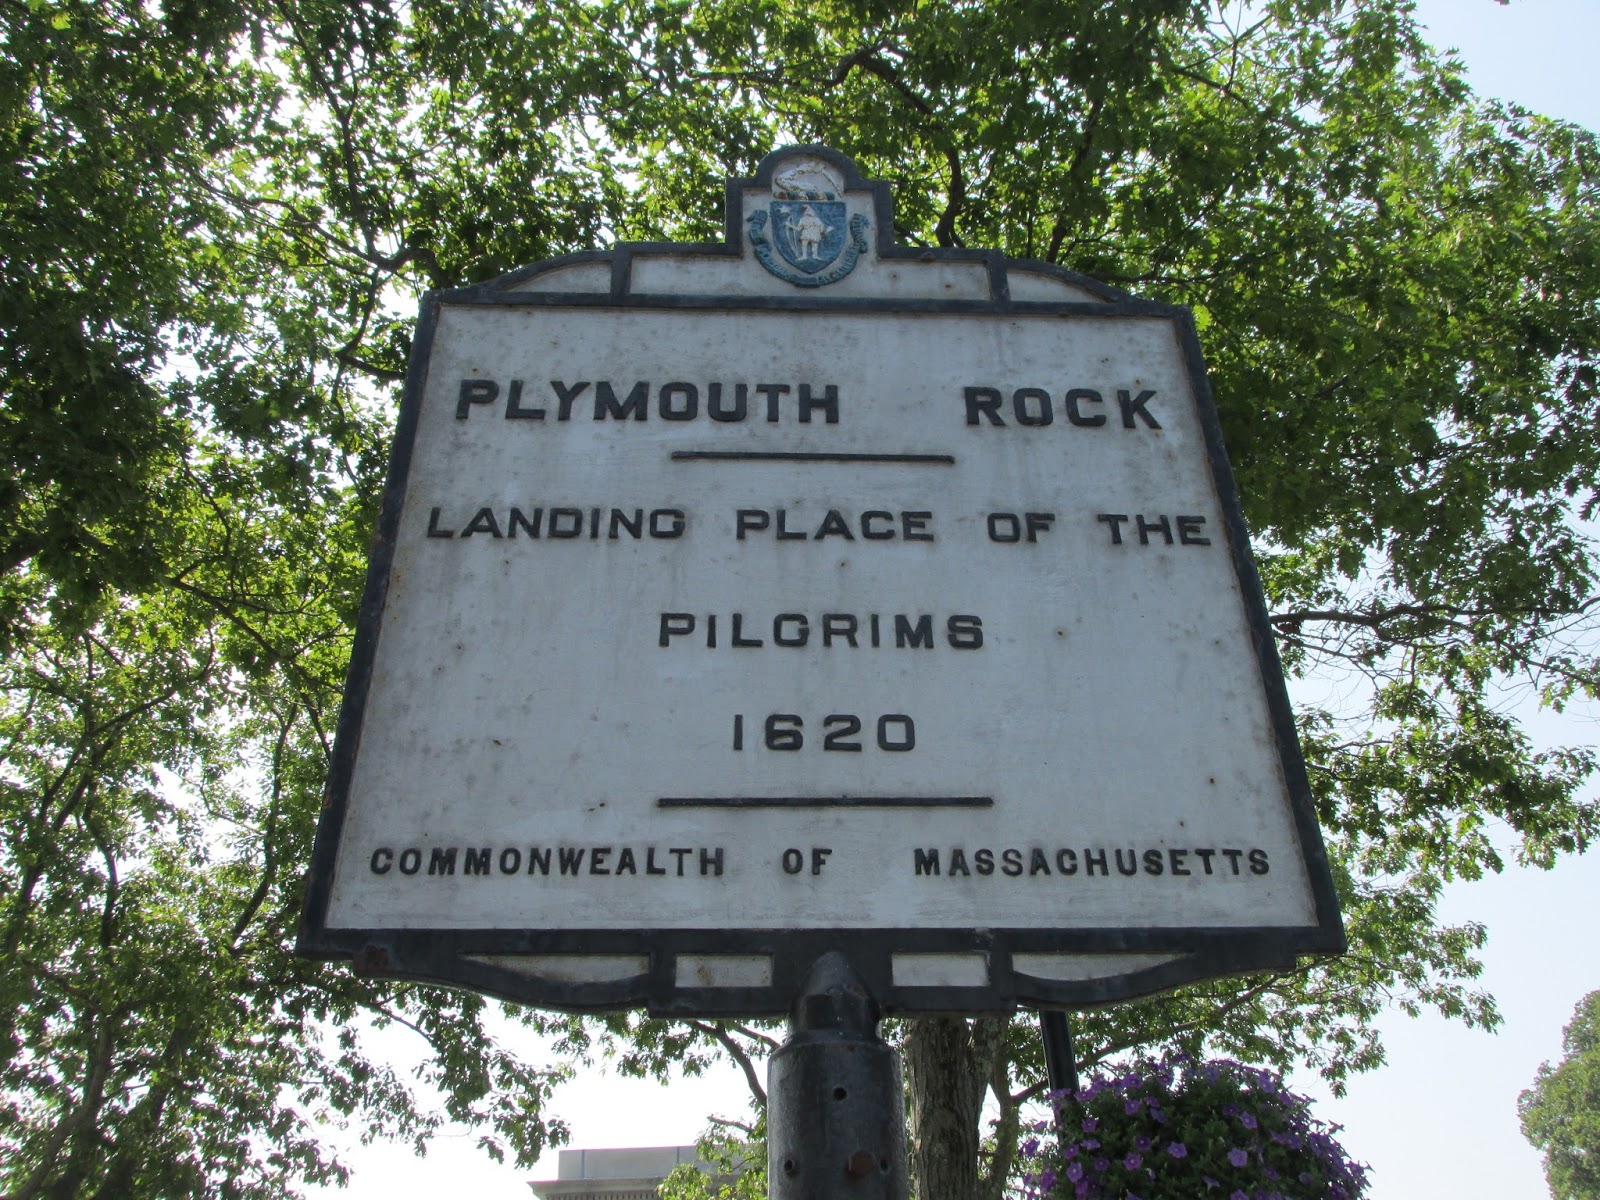 PLYMOUTH ROCK
LANDING PLACE OF THE
PILGRIMS
1620
COMMONWEALTH OF MASSACHUSETTS